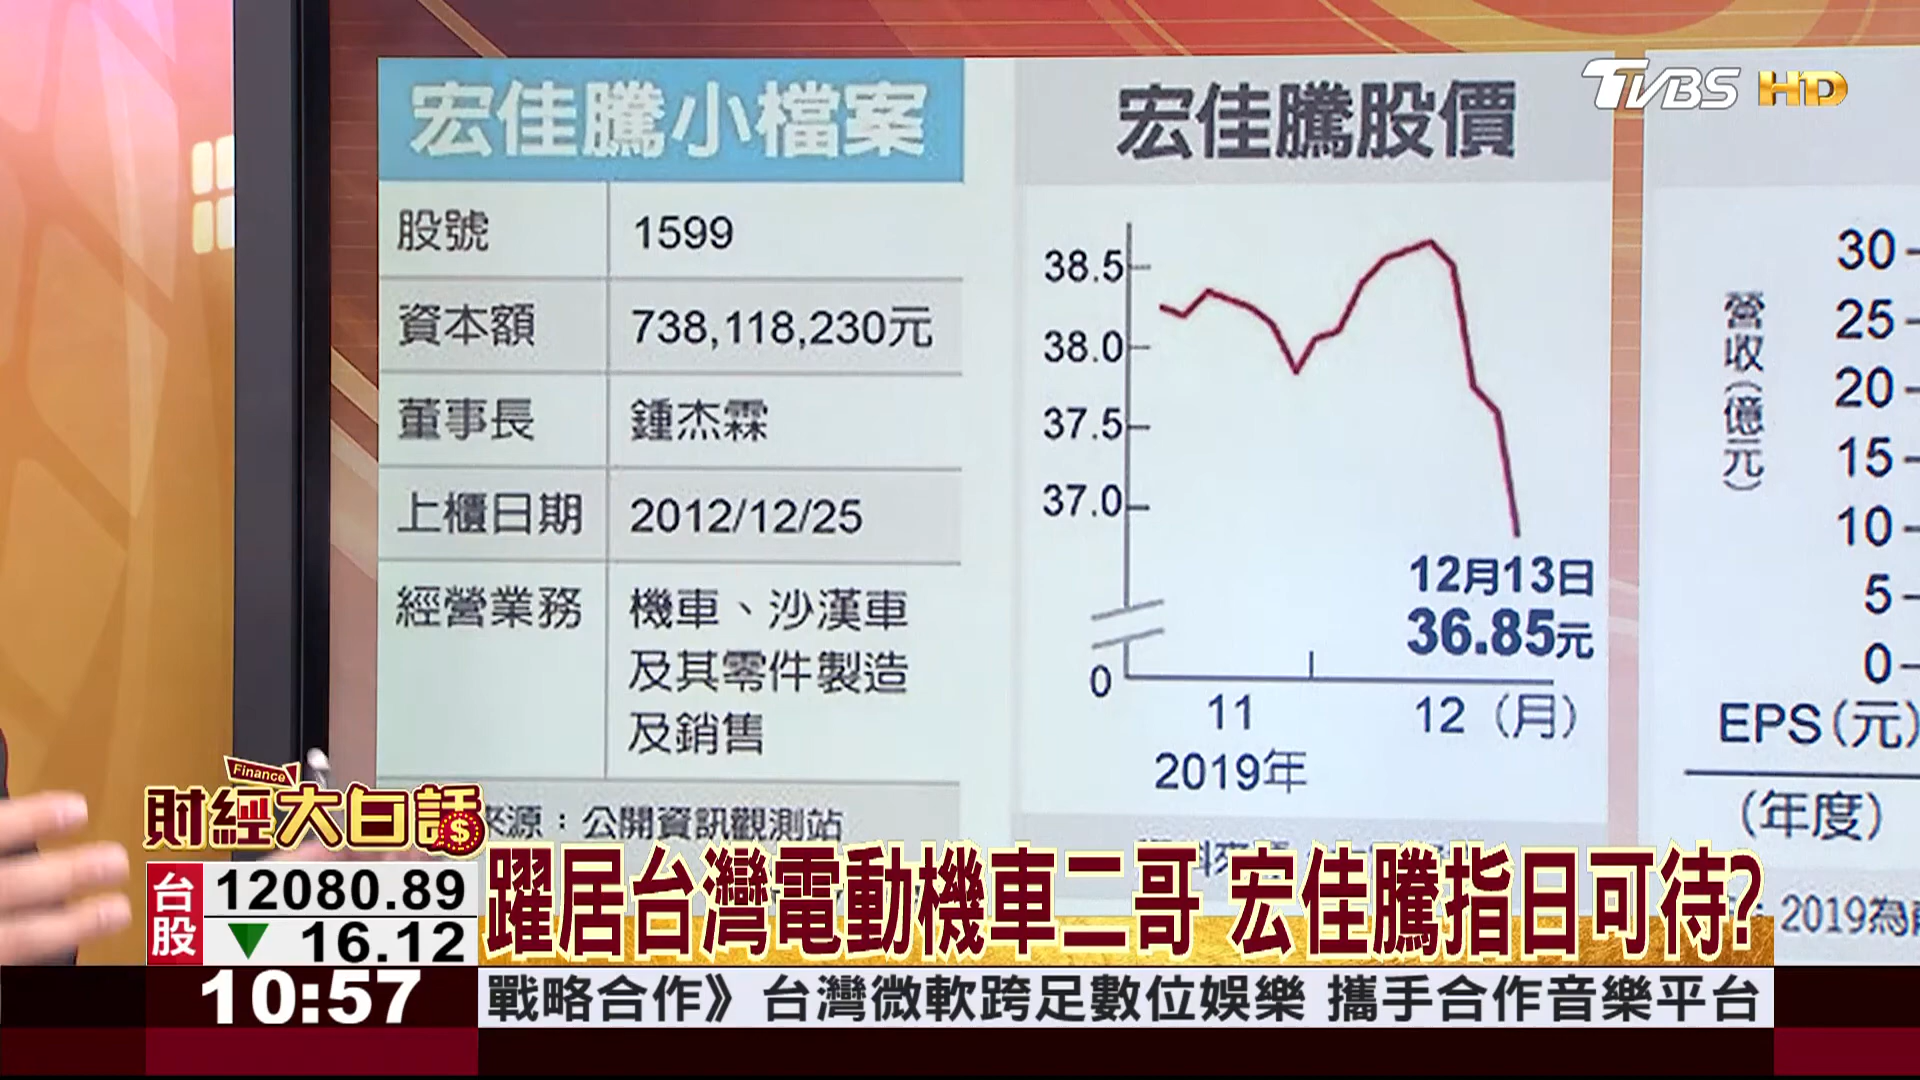 TVBS HD
宏佳騰小檔案
股號 1599
資本額 738,118,230元
董事長 鍾杰霖
上櫃日期 2012/12/25
經營業務 機車、沙漢車
及其零件製造
及銷售
來源：公開資訊觀測站
宏佳騰股價
38.5
38.0
37.5
37.0
0
12月13日
36.85元
11 12（月）
2019年
營收（億元）
30
25
20
15
10
5
0
EPS（元）
（年度）
2019為
Finance
財經大白話
台股
12080.89
▼ 16.12
10:57
躍居台灣電動機車二哥 宏佳騰指日可待?
戰略合作》台灣微軟跨足數位娛樂 攜手合作音樂平台